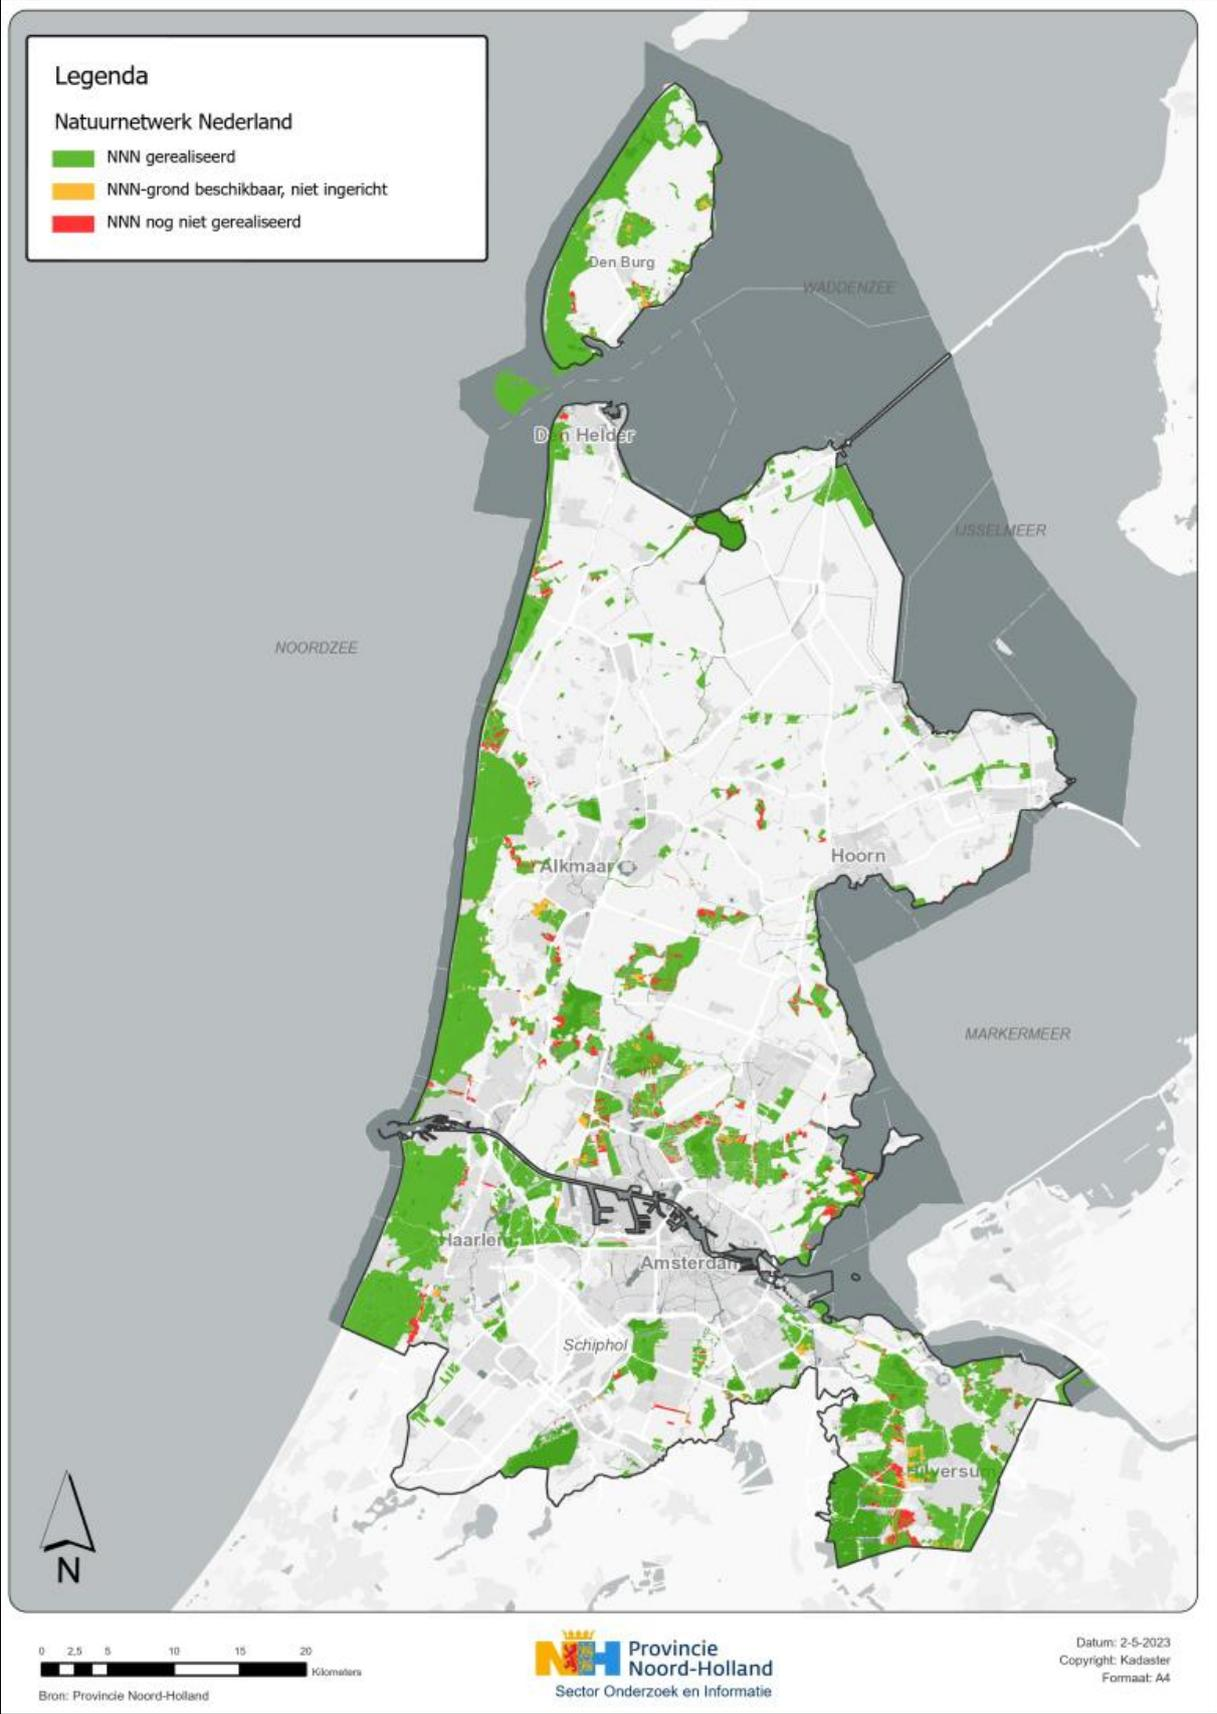 Legenda
Natuurnetwerk Nederland
NNN gerealiseerd
NNN-grond beschikbaar, niet ingericht
NNN nog niet gerealiseerd
Den Burg
WADDENZEE
Den Helder
IJSSELMEER
NOORDZEE
Hoorn
Alkmaar
MARKERMEER
Haarlem
Amsterdam
Schiphol
Hilversum
N
0 2,5 5 10 15 20
Kilometers
Bron: Provincie Noord-Holland
NH
Provincie
Noord-Holland
Sector Onderzoek en Informatie
Datum: 2-5-2023
Copyright: Kadaster
Formaat: A4